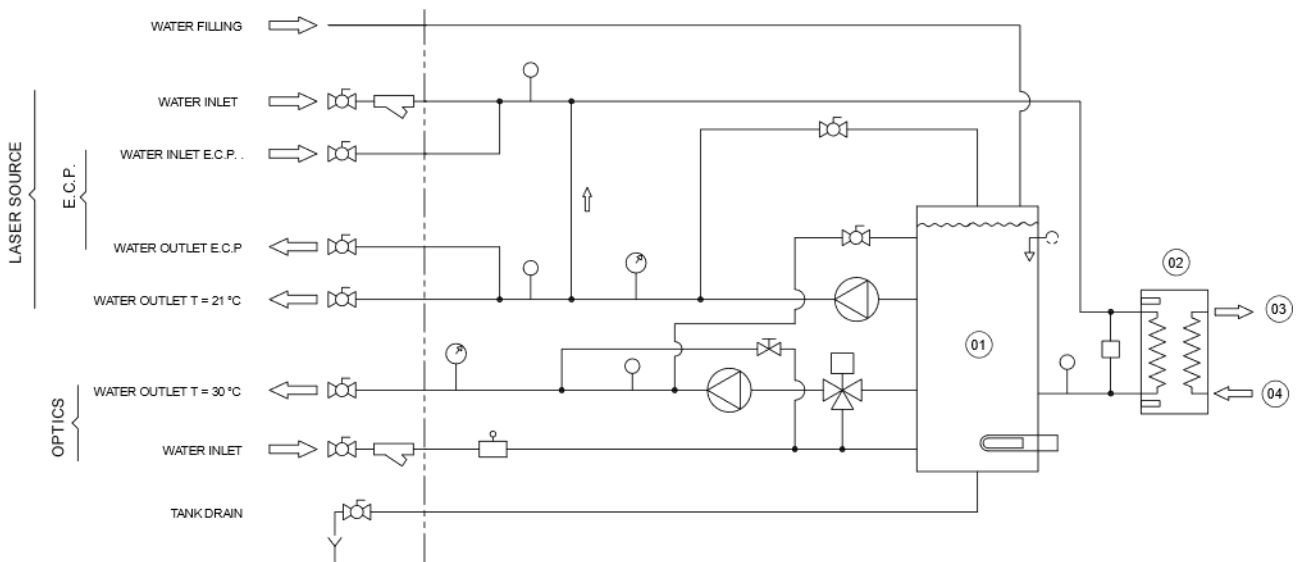 WATER FILLING
WATER INLET
WATER INLET E.C.P. .
WATER OUTLET E.C.P
WATER OUTLET T = 21 °C
WATER OUTLET T = 30 °C
WATER INLET
TANK DRAIN
LASER SOURCE
E.C.P.
OPTICS
01
02
03
04